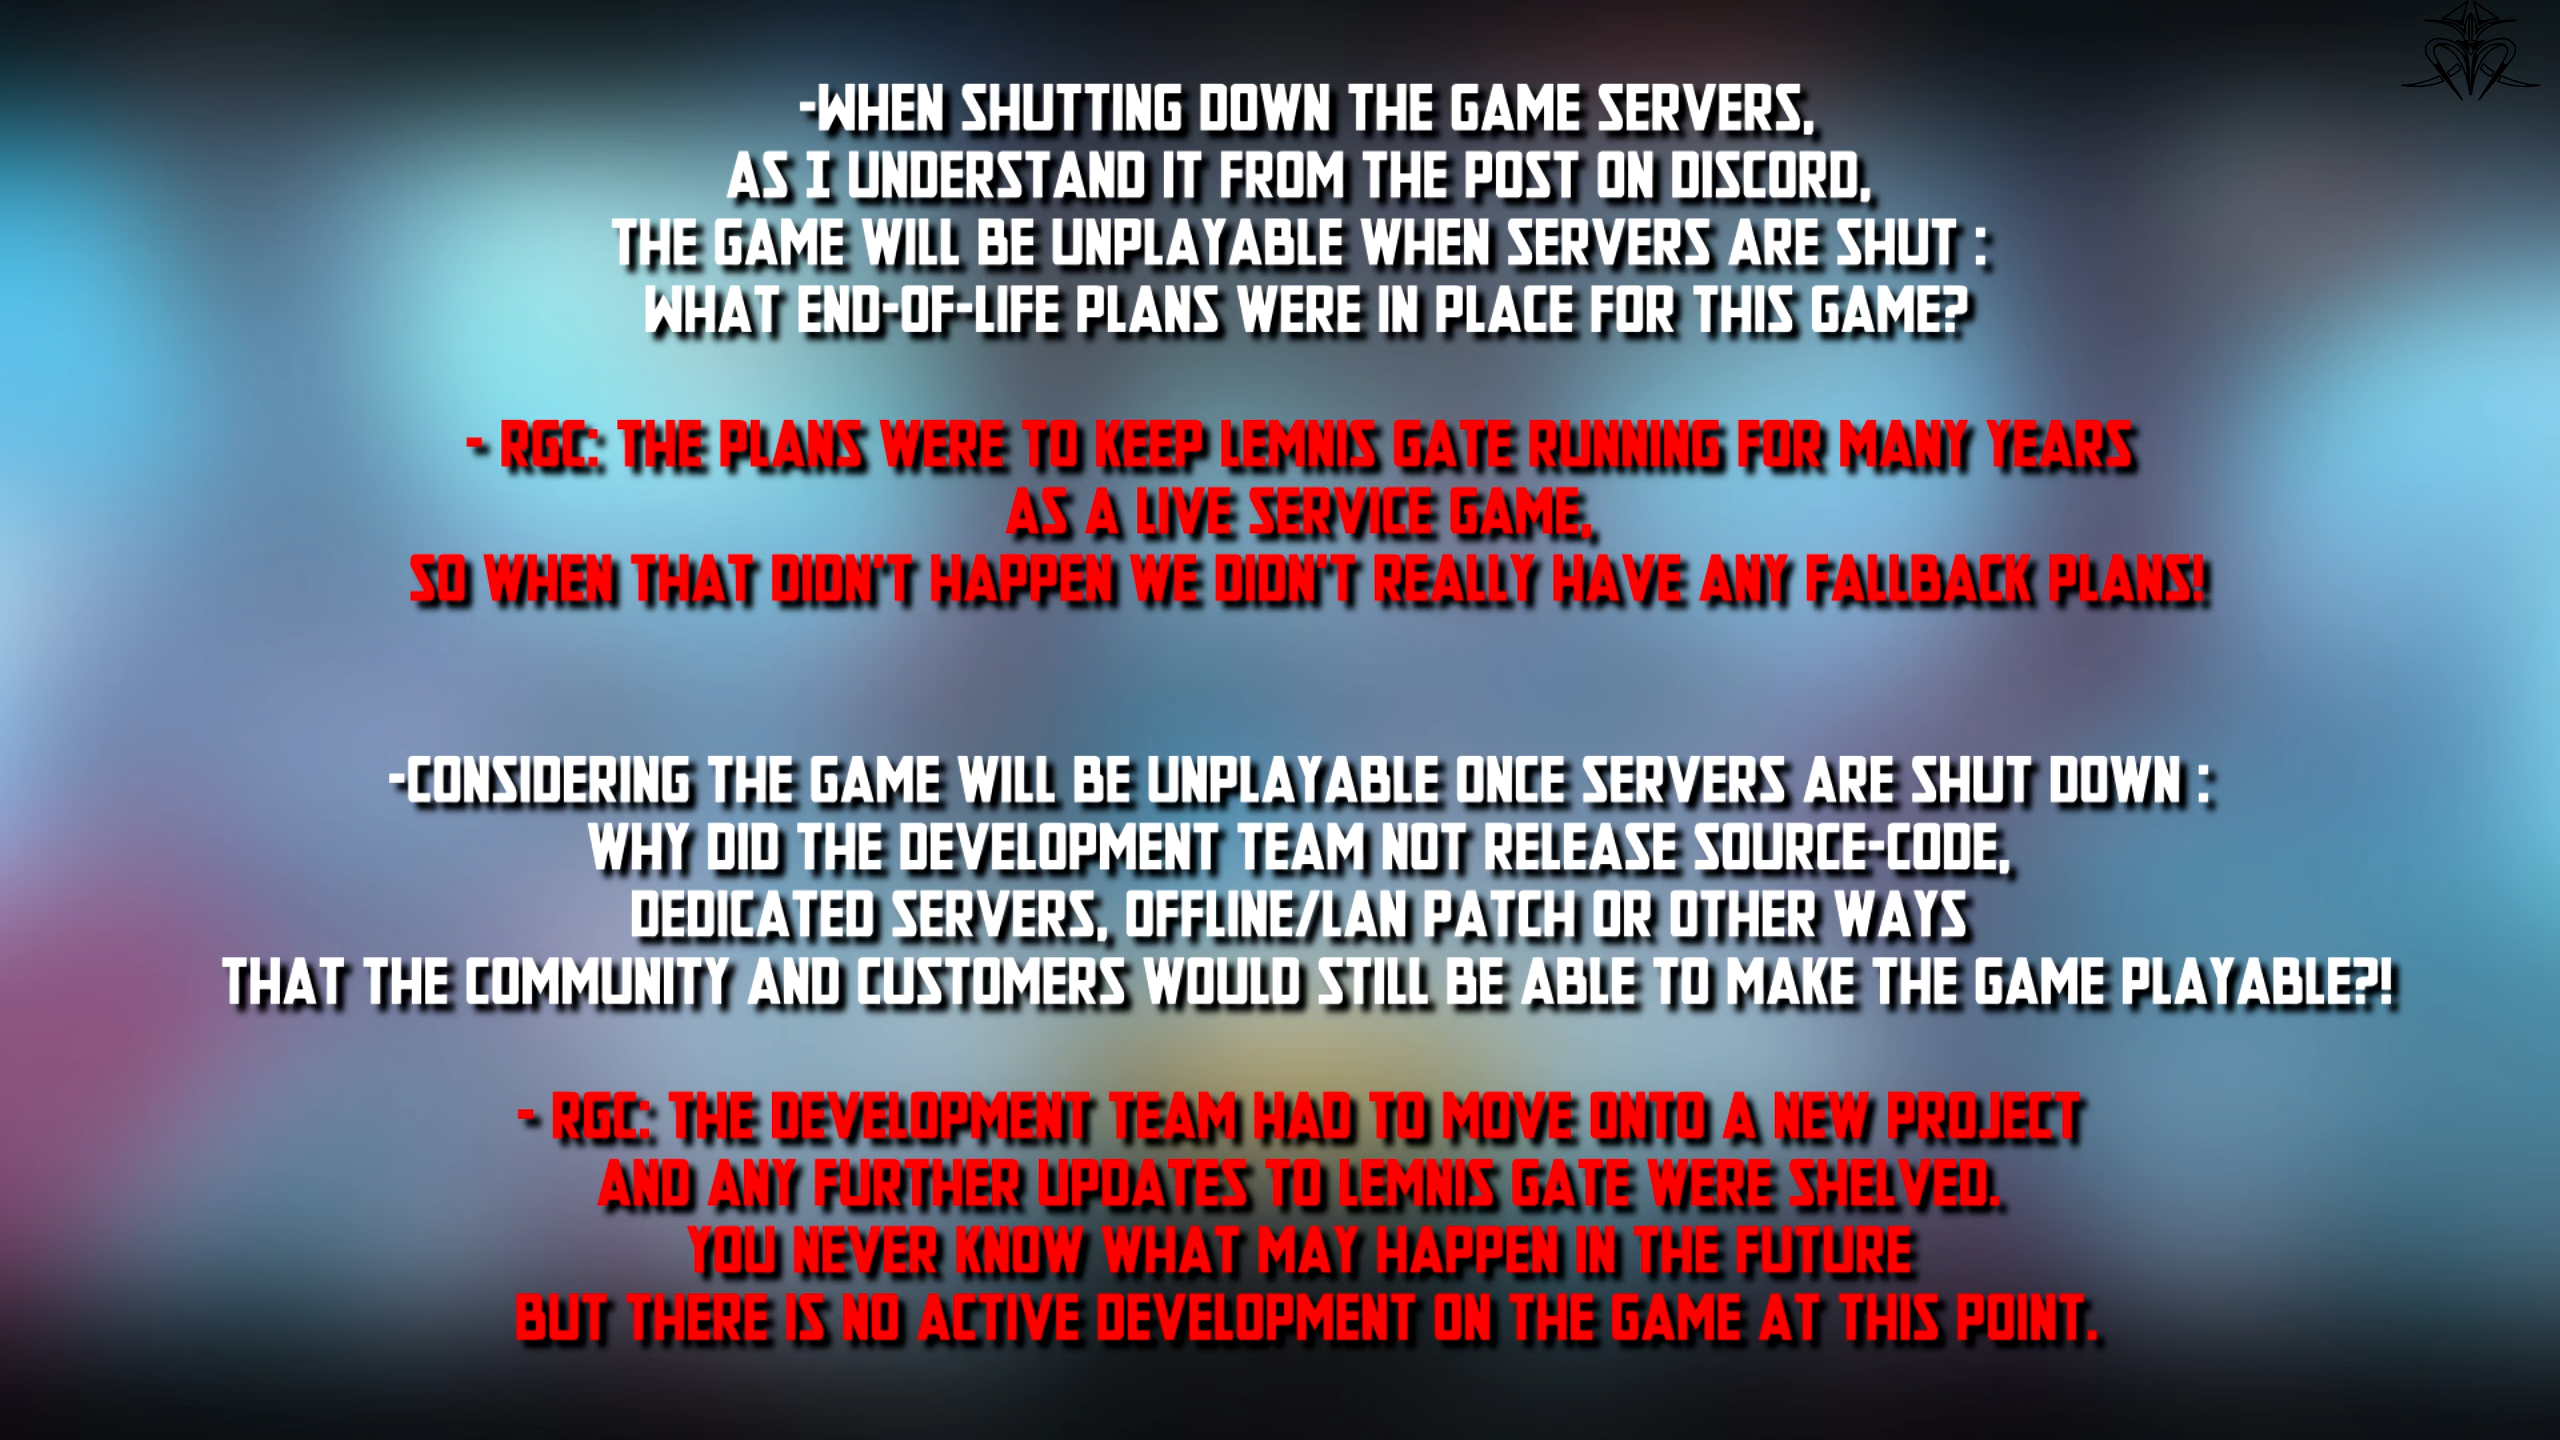 -WHEN SHUTTING DOWN THE GAME SERVERS,
AS I UNDERSTAND IT FROM THE POST ON DISCORD,
THE GAME WILL BE UNPLAYABLE WHEN SERVERS ARE SHUT :
WHAT END-OF-LIFE PLANS WERE IN PLACE FOR THIS GAME?
- RGC: THE PLANS WERE TO KEEP LEMNIS GATE RUNNING FOR MANY YEARS
AS A LIVE SERVICE GAME,
SO WHEN THAT DIDN'T HAPPEN WE DIDN'T REALLY HAVE ANY FALLBACK PLANS!
-CONSIDERING THE GAME WILL BE UNPLAYABLE ONCE SERVERS ARE SHUT DOWN :
WHY DID THE DEVELOPMENT TEAM NOT RELEASE SOURCE-CODE,
DEDICATED SERVERS, OFFLINE/LAN PATCH OR OTHER WAYS
THAT THE COMMUNITY AND CUSTOMERS WOULD STILL BE ABLE TO MAKE THE GAME PLAYABLE?!
- RGC: THE DEVELOPMENT TEAM HAD TO MOVE ONTO A NEW PROJECT
AND ANY FURTHER UPDATES TO LEMNIS GATE WERE SHELVED.
YOU NEVER KNOW WHAT MAY HAPPEN IN THE FUTURE
BUT THERE IS NO ACTIVE DEVELOPMENT ON THE GAME AT THIS POINT.